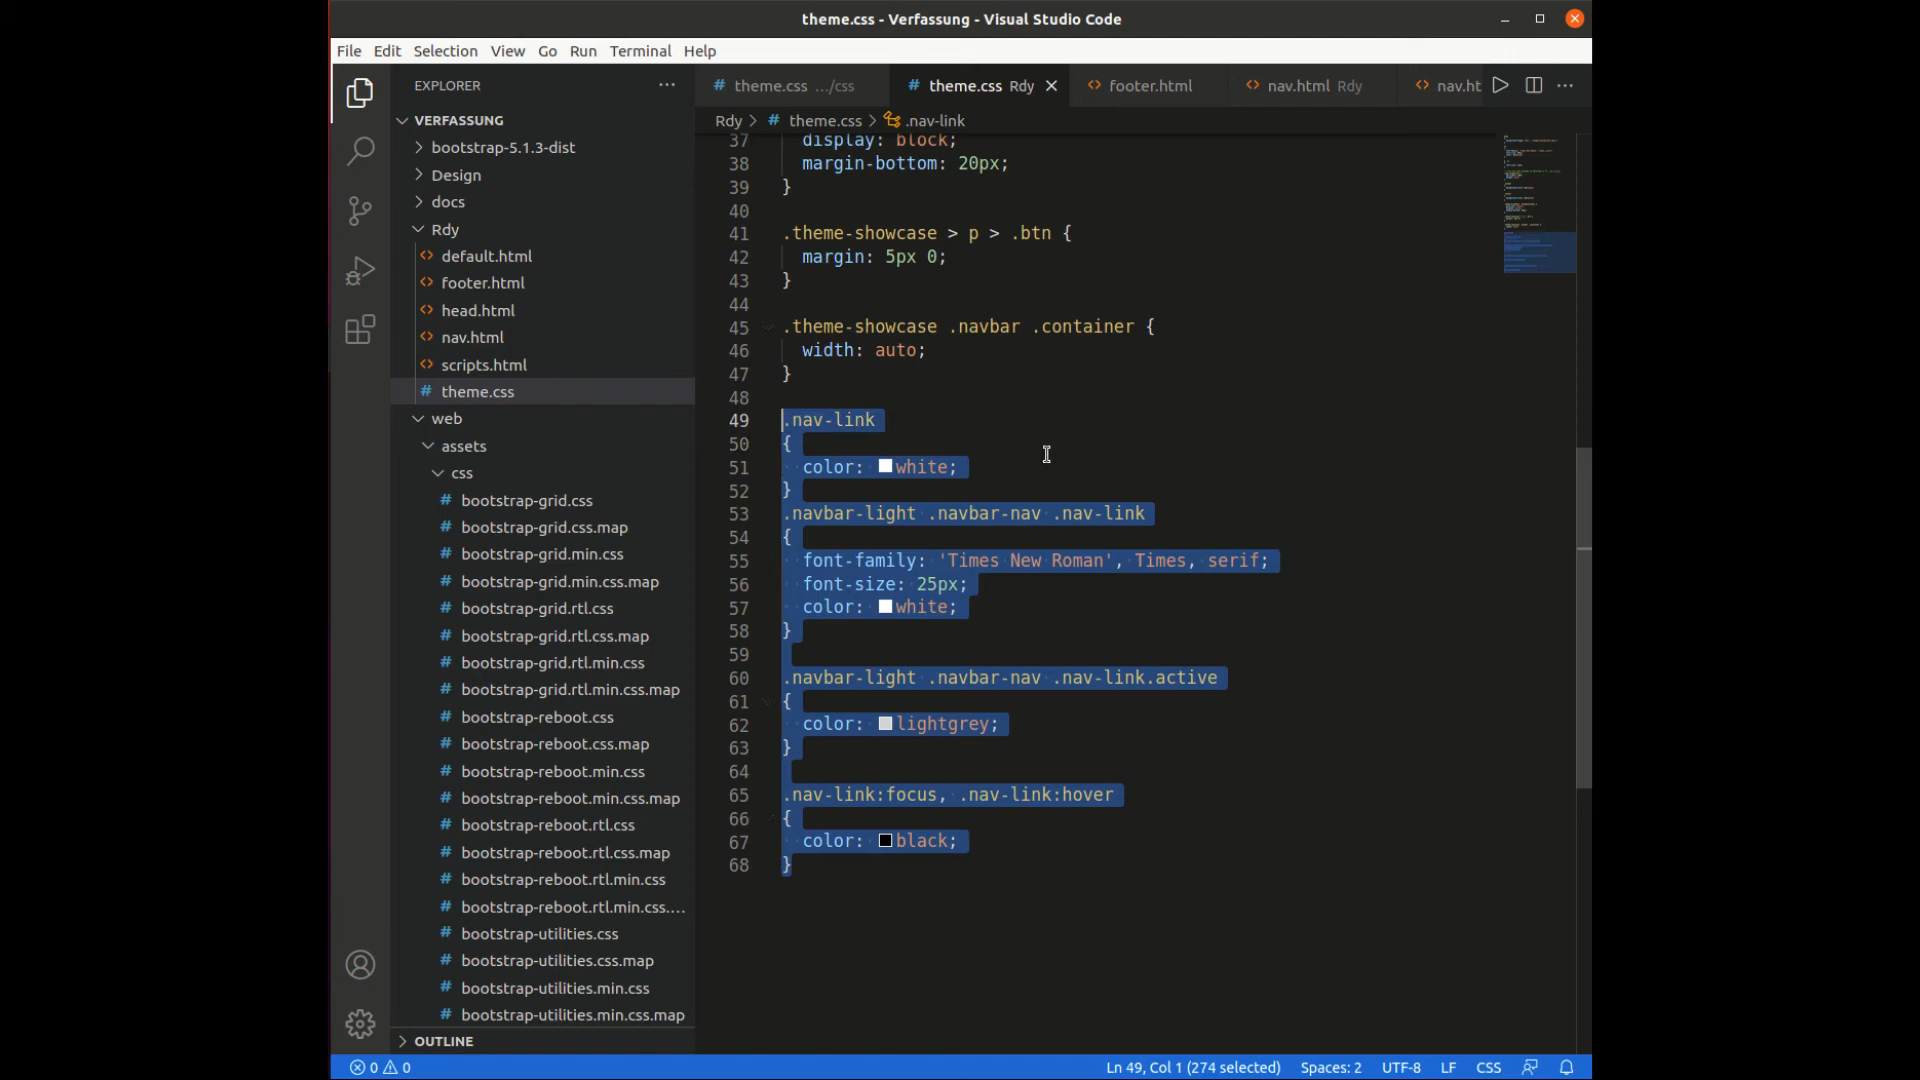 theme.css - Verfassung - Visual Studio Code
File Edit Selection View Go Run Terminal Help
EXPLORER
theme.css .../css
theme.css Rdy
footer.html
nav.html Rdy
nav.ht
VERFASSUNG
bootstrap-5.1.3-dist
Design
docs
Rdy
default.html
footer.html
head.html
nav.html
scripts.html
theme.css
web
assets
css
bootstrap-grid.css
bootstrap-grid.css.map
bootstrap-grid.min.css
bootstrap-grid.min.css.map
bootstrap-grid.rtl.css
bootstrap-grid.rtl.css.map
bootstrap-grid.rtl.min.css
bootstrap-grid.rtl.min.css.map
bootstrap-reboot.css
bootstrap-reboot.css.map
bootstrap-reboot.min.css
bootstrap-reboot.min.css.map
bootstrap-reboot.rtl.css
bootstrap-reboot.rtl.css.map
bootstrap-reboot.rtl.min.css
bootstrap-reboot.rtl.min.css....
bootstrap-utilities.css
bootstrap-utilities.css.map
bootstrap-utilities.min.css
bootstrap-utilities.min.css.map
OUTLINE
Rdy > # theme.css > .nav-link
37 display: block;
38 margin-bottom: 20px;
39 }
40
41 .theme-showcase > p > .btn {
42 margin: 5px 0;
43 }
44
45 .theme-showcase .navbar .container {
46 width: auto;
47 }
48
49 .nav-link
50 {
51 color: white;
52 }
53 .navbar-light .navbar-nav .nav-link
54 {
55 font-family: 'Times New Roman', Times, serif;
56 font-size: 25px;
57 color: white;
58 }
59
60 .navbar-light .navbar-nav .nav-link.active
61 {
62 color: lightgrey;
63 }
64
65 .nav-link:focus, .nav-link:hover
66 {
67 color: black;
68 }
0 0
Ln 49, Col 1 (274 selected) Spaces: 2 UTF-8 LF CSS